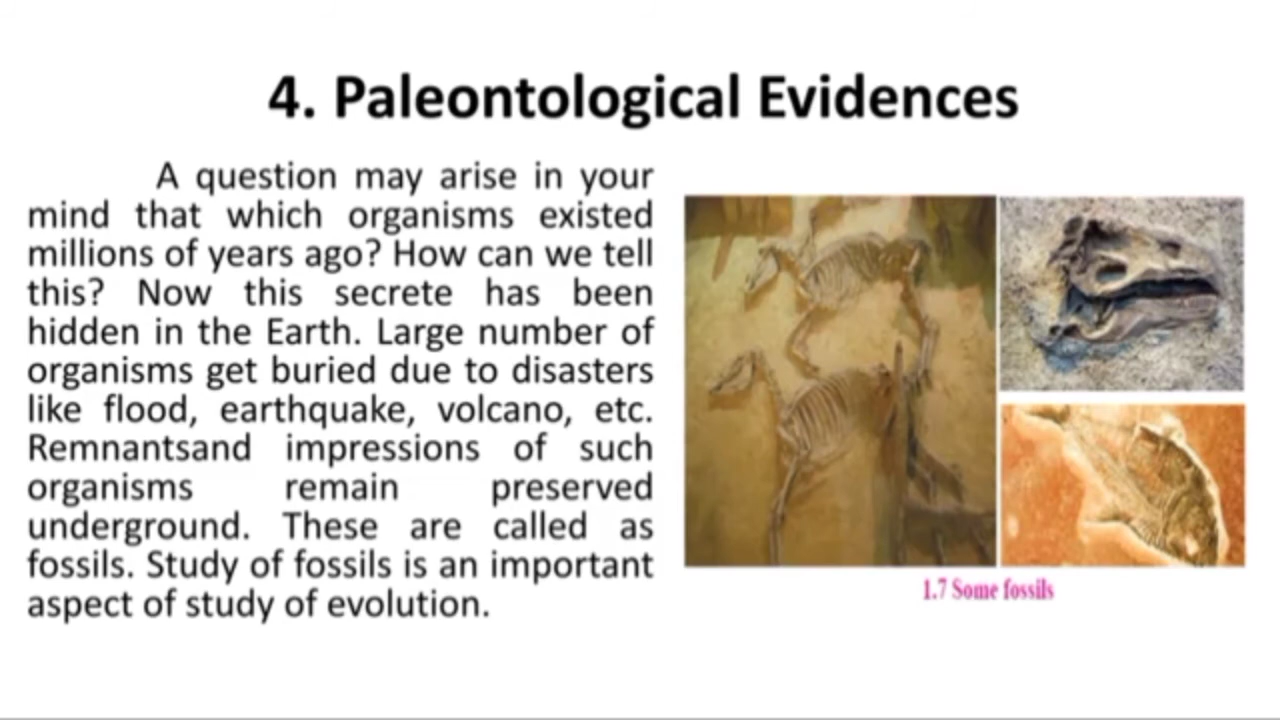 4. Paleontological Evidences
A question may arise in your
mind that which organisms existed
millions of years ago? How can we tell
this? Now this secrete has been
hidden in the Earth. Large number of
organisms get buried due to disasters
like flood, earthquake, volcano, etc.
Remnantsand impressions of such
organisms remain preserved
underground. These are called as
fossils. Study of fossils is an important
aspect of study of evolution.
1.7 Some fossils